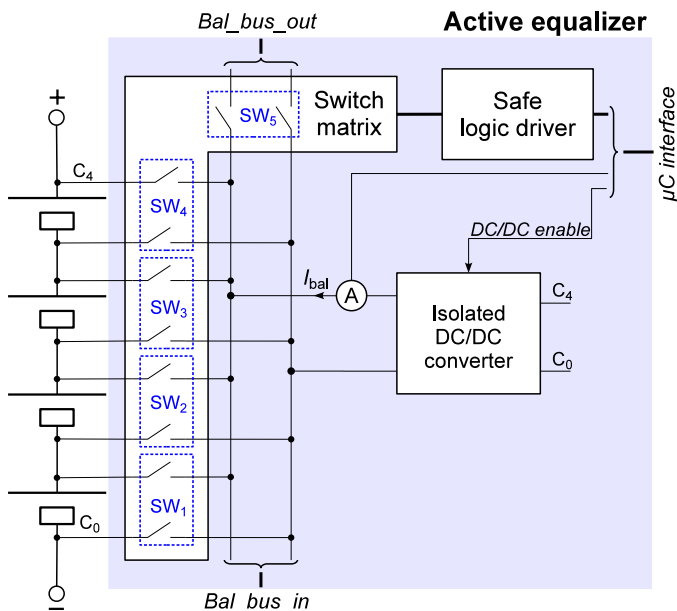 Bal_bus_out
Active equalizer
+
SW5
Switch
matrix
Safe
logic driver
μC interface
C4
SW4
DC/DC enable
SW3
Ibal
A
Isolated
DC/DC
converter
C4
C0
SW2
SW1
C0
Bal_bus_in